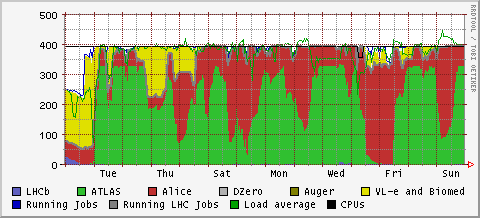 500
400
300
200
100
0
Tue Thu Sat Mon Wed Fri Sun
LHCb ATLAS Alice DZero Auger VL-e and Biomed
Running Jobs Running LHC Jobs Load average CPUs
RRDTOOL / TOBI OETIKER